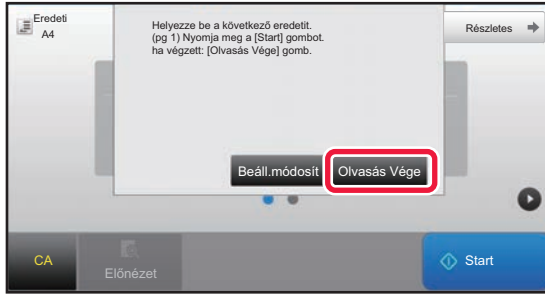 Eredeti
A4
Helyezze be a következő eredetit.
(pg 1) Nyomja meg a [Start] gombot.
ha végzett: [Olvasás Vége] gomb.
Részletes
Beáll.módosít
Olvasás Vége
CA
Előnézet
Start